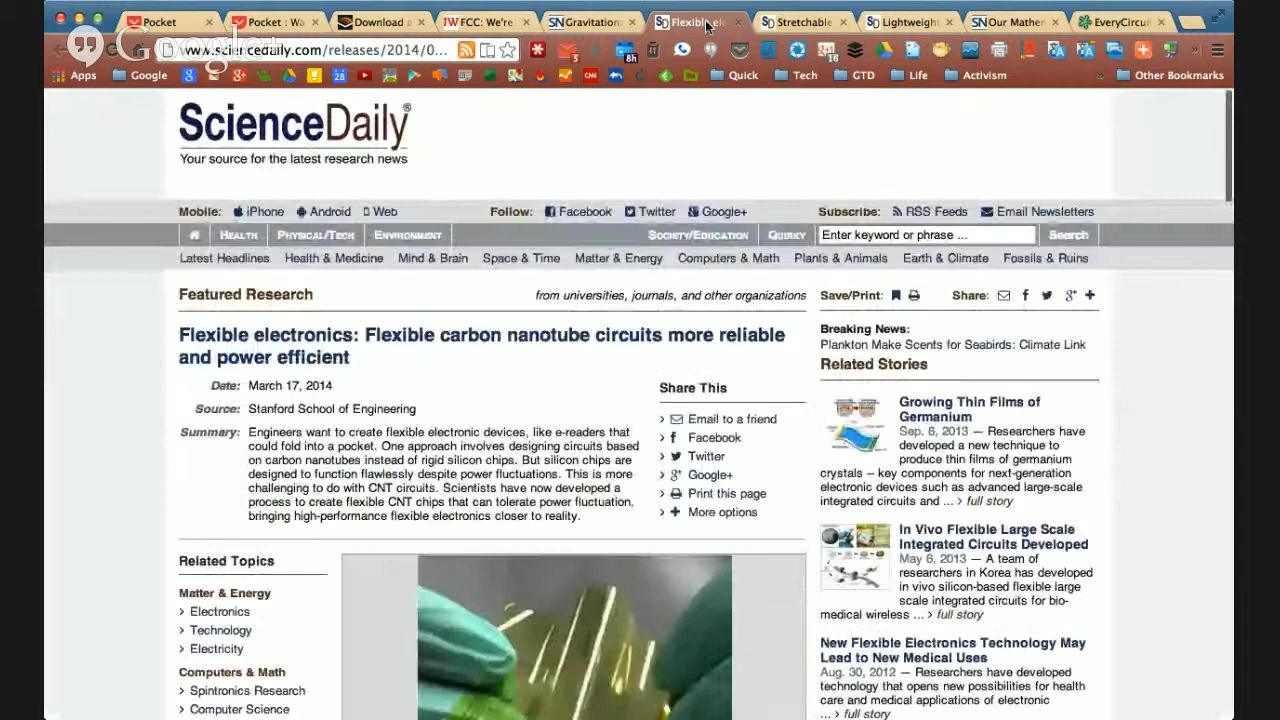 Pocket
Pocket : Wa
Download a
FCC: We're
Gravitation
Flexible ele
Stretchable
Lightweight
Our Mathem
EveryCircuit
Google+
www.sciencedaily.com/releases/2014/0...
Apps
Google
Quick
Tech
GTD
Life
Activism
Other Bookmarks
ScienceDaily®
Your source for the latest research news
Mobile: iPhone Android Web
Follow: Facebook Twitter Google+
Subscribe: RSS Feeds Email Newsletters
HEALTH PHYSICAL/TECH ENVIRONMENT SOCIETY/EDUCATION QUIRKY Enter keyword or phrase ... Search
Latest Headlines Health & Medicine Mind & Brain Space & Time Matter & Energy Computers & Math Plants & Animals Earth & Climate Fossils & Ruins
Featured Research
from universities, journals, and other organizations
Flexible electronics: Flexible carbon nanotube circuits more reliable
and power efficient
Date: March 17, 2014
Source: Stanford School of Engineering
Summary: Engineers want to create flexible electronic devices, like e-readers that
could fold into a pocket. One approach involves designing circuits based
on carbon nanotubes instead of rigid silicon chips. But silicon chips are
designed to function flawlessly despite power fluctuations. This is more
challenging to do with CNT circuits. Scientists have now developed a
process to create flexible CNT chips that can tolerate power fluctuation,
bringing high-performance flexible electronics closer to reality.
Share This
Email to a friend
Facebook
Twitter
Google+
Print this page
More options
Related Topics
Matter & Energy
Electronics
Technology
Electricity
Computers & Math
Spintronics Research
Computer Science
Save/Print: Share:
Breaking News:
Plankton Make Scents for Seabirds: Climate Link
Related Stories
Growing Thin Films of
Germanium
Sep. 6, 2013 — Researchers have
developed a new technique to
produce thin films of germanium
crystals – key components for next-generation
electronic devices such as advanced large-scale
integrated circuits and ... > full story
In Vivo Flexible Large Scale
Integrated Circuits Developed
May 6, 2013 — A team of
researchers in Korea has developed
in vivo silicon-based flexible large
scale integrated circuits for bio-
medical wireless ... > full story
New Flexible Electronics Technology May
Lead to New Medical Uses
Aug. 30, 2012 — Researchers have developed
technology that opens new possibilities for health
care and medical applications of electronic
... > full story